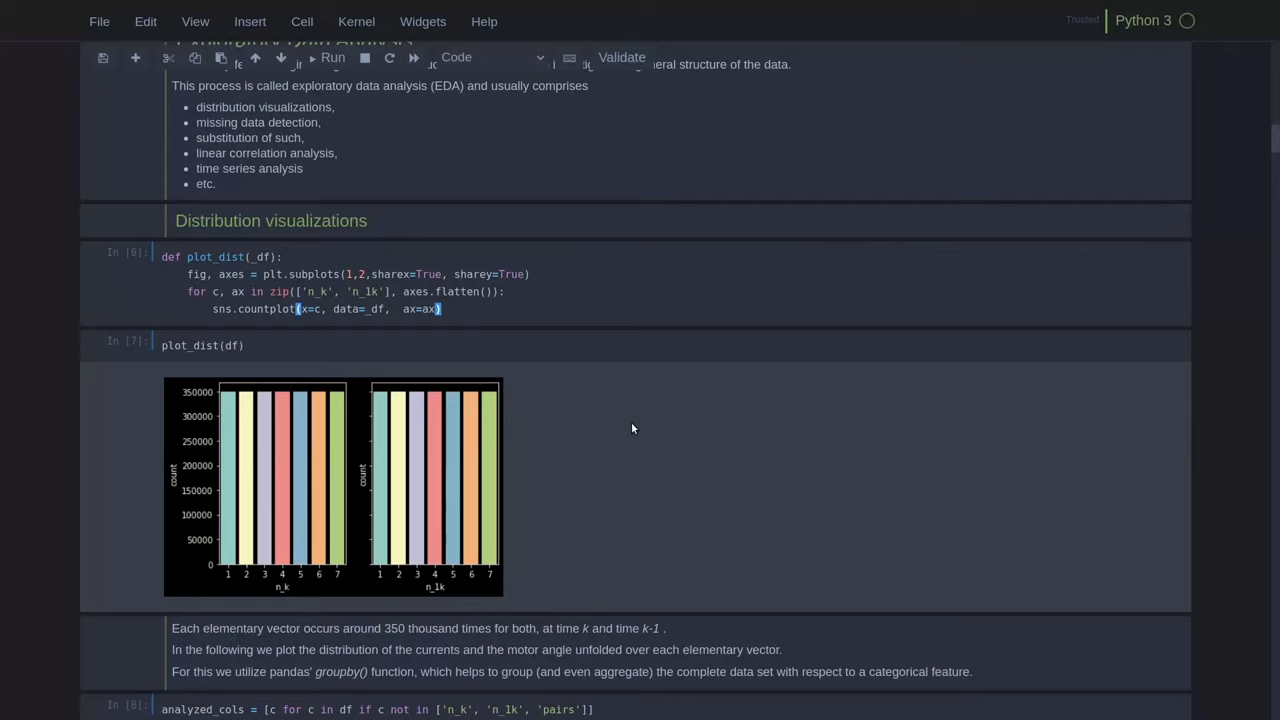 File Edit View Insert Cell Kernel Widgets Help Trusted Python 3
Run Code Validate
neral structure of the data.
This process is called exploratory data analysis (EDA) and usually comprises
distribution visualizations,
missing data detection,
substitution of such,
linear correlation analysis,
time series analysis
etc.
Distribution visualizations
In [6]:
def plot_dist(_df):
fig, axes = plt.subplots(1,2,sharex=True, sharey=True)
for c, ax in zip(['n_k', 'n_1k'], axes.flatten()):
sns.countplot(x=c, data=_df,  ax=ax)
In [7]:
plot_dist(df)
350000
300000
250000
200000
150000
100000
50000
0
count
1 2 3 4 5 6 7
n_k
count
1 2 3 4 5 6 7
n_1k
Each elementary vector occurs around 350 thousand times for both, at time k and time k-1 .
In the following we plot the distribution of the currents and the motor angle unfolded over each elementary vector.
For this we utilize pandas' groupby() function, which helps to group (and even aggregate) the complete data set with respect to a categorical feature.
In [8]:
analyzed_cols = [c for c in df if c not in ['n_k', 'n_1k', 'pairs']]